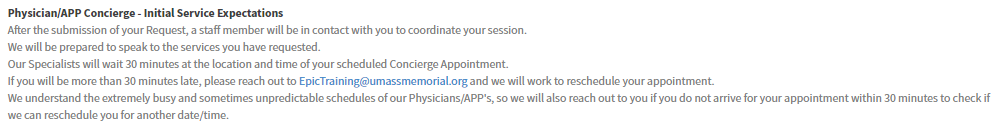 Physician/APP Concierge - Initial Service Expectations
After the submission of your Request, a staff member will be in contact with you to coordinate your session.
We will be prepared to speak to the services you have requested.
Our Specialists will wait 30 minutes at the location and time of your scheduled Concierge Appointment.
If you will be more than 30 minutes late, please reach out to EpicTraining@umassmemorial.org and we will work to reschedule your appointment.
We understand the extremely busy and sometimes unpredictable schedules of our Physicians/APP's, so we will also reach out to you if you do not arrive for your appointment within 30 minutes to check if
we can reschedule you for another date/time.